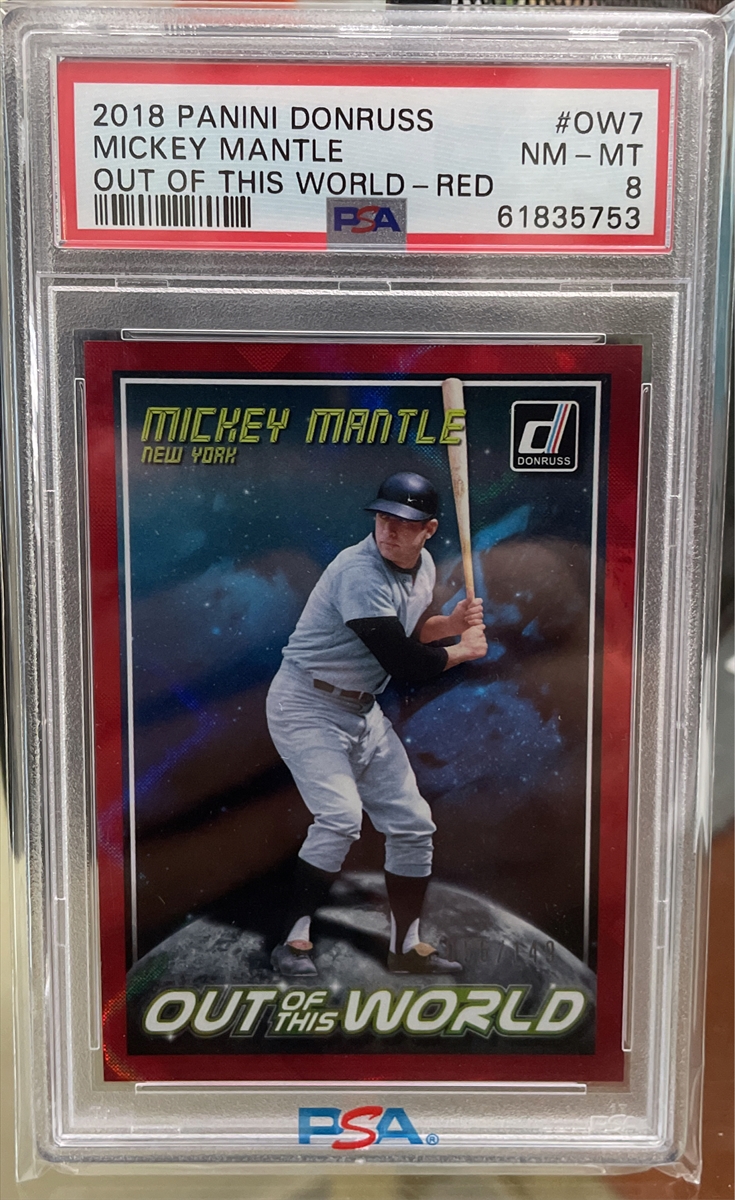 2018 PANINI DONRUSS #OW7
MICKEY MANTLE NM - MT
OUT OF THIS WORLD - RED 8
PSA 61835753
MICKEY MANTLE
NEW YORK
d
DONRUSS
OUT OF THIS WORLD
PSA®